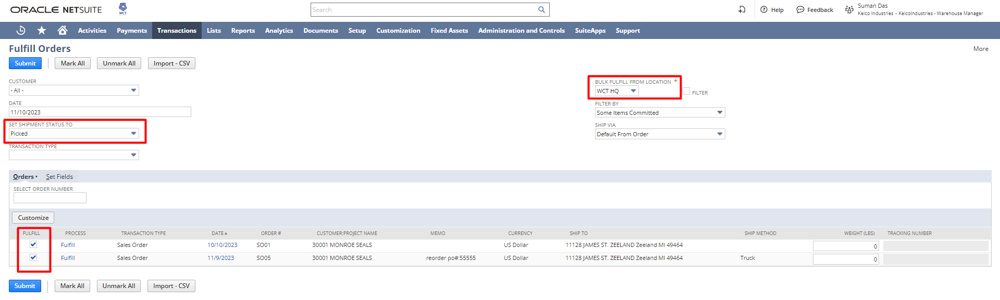 ORACLE NETSUITE
WCT
Search
Help
Feedback
Suman Das
Kelco Industries - KelcoIndustries - Warehouse Manager
Activities Payments Transactions Lists Reports Analytics Documents Setup Customization Fixed Assets Administration and Controls SuiteApps Support
Fulfill Orders
More
Submit Mark All Unmark All Import - CSV
CUSTOMER
- All -
DATE
11/10/2023
SET SHIPMENT STATUS TO
Picked
TRANSACTION TYPE
BULK FULFILL FROM LOCATION *
WCT HQ
FILTER
FILTER BY
Some Items Committed
SHIP VIA
Default From Order
Orders • Set Fields
SELECT ORDER NUMBER
Customize
FULFILL PROCESS TRANSACTION TYPE DATE▲ ORDER # CUSTOMER:PROJECT NAME MEMO CURRENCY SHIP TO SHIP METHOD WEIGHT (LBS) TRACKING NUMBER
Fulfill Sales Order 10/10/2023 SO01 30001 MONROE SEALS US Dollar 11128 JAMES ST. ZEELAND Zeeland MI 49464 0
Fulfill Sales Order 11/9/2023 SO05 30001 MONROE SEALS reorder po#:55555 US Dollar 11128 JAMES ST. ZEELAND Zeeland MI 49464 Truck 0
Submit Mark All Unmark All Import - CSV